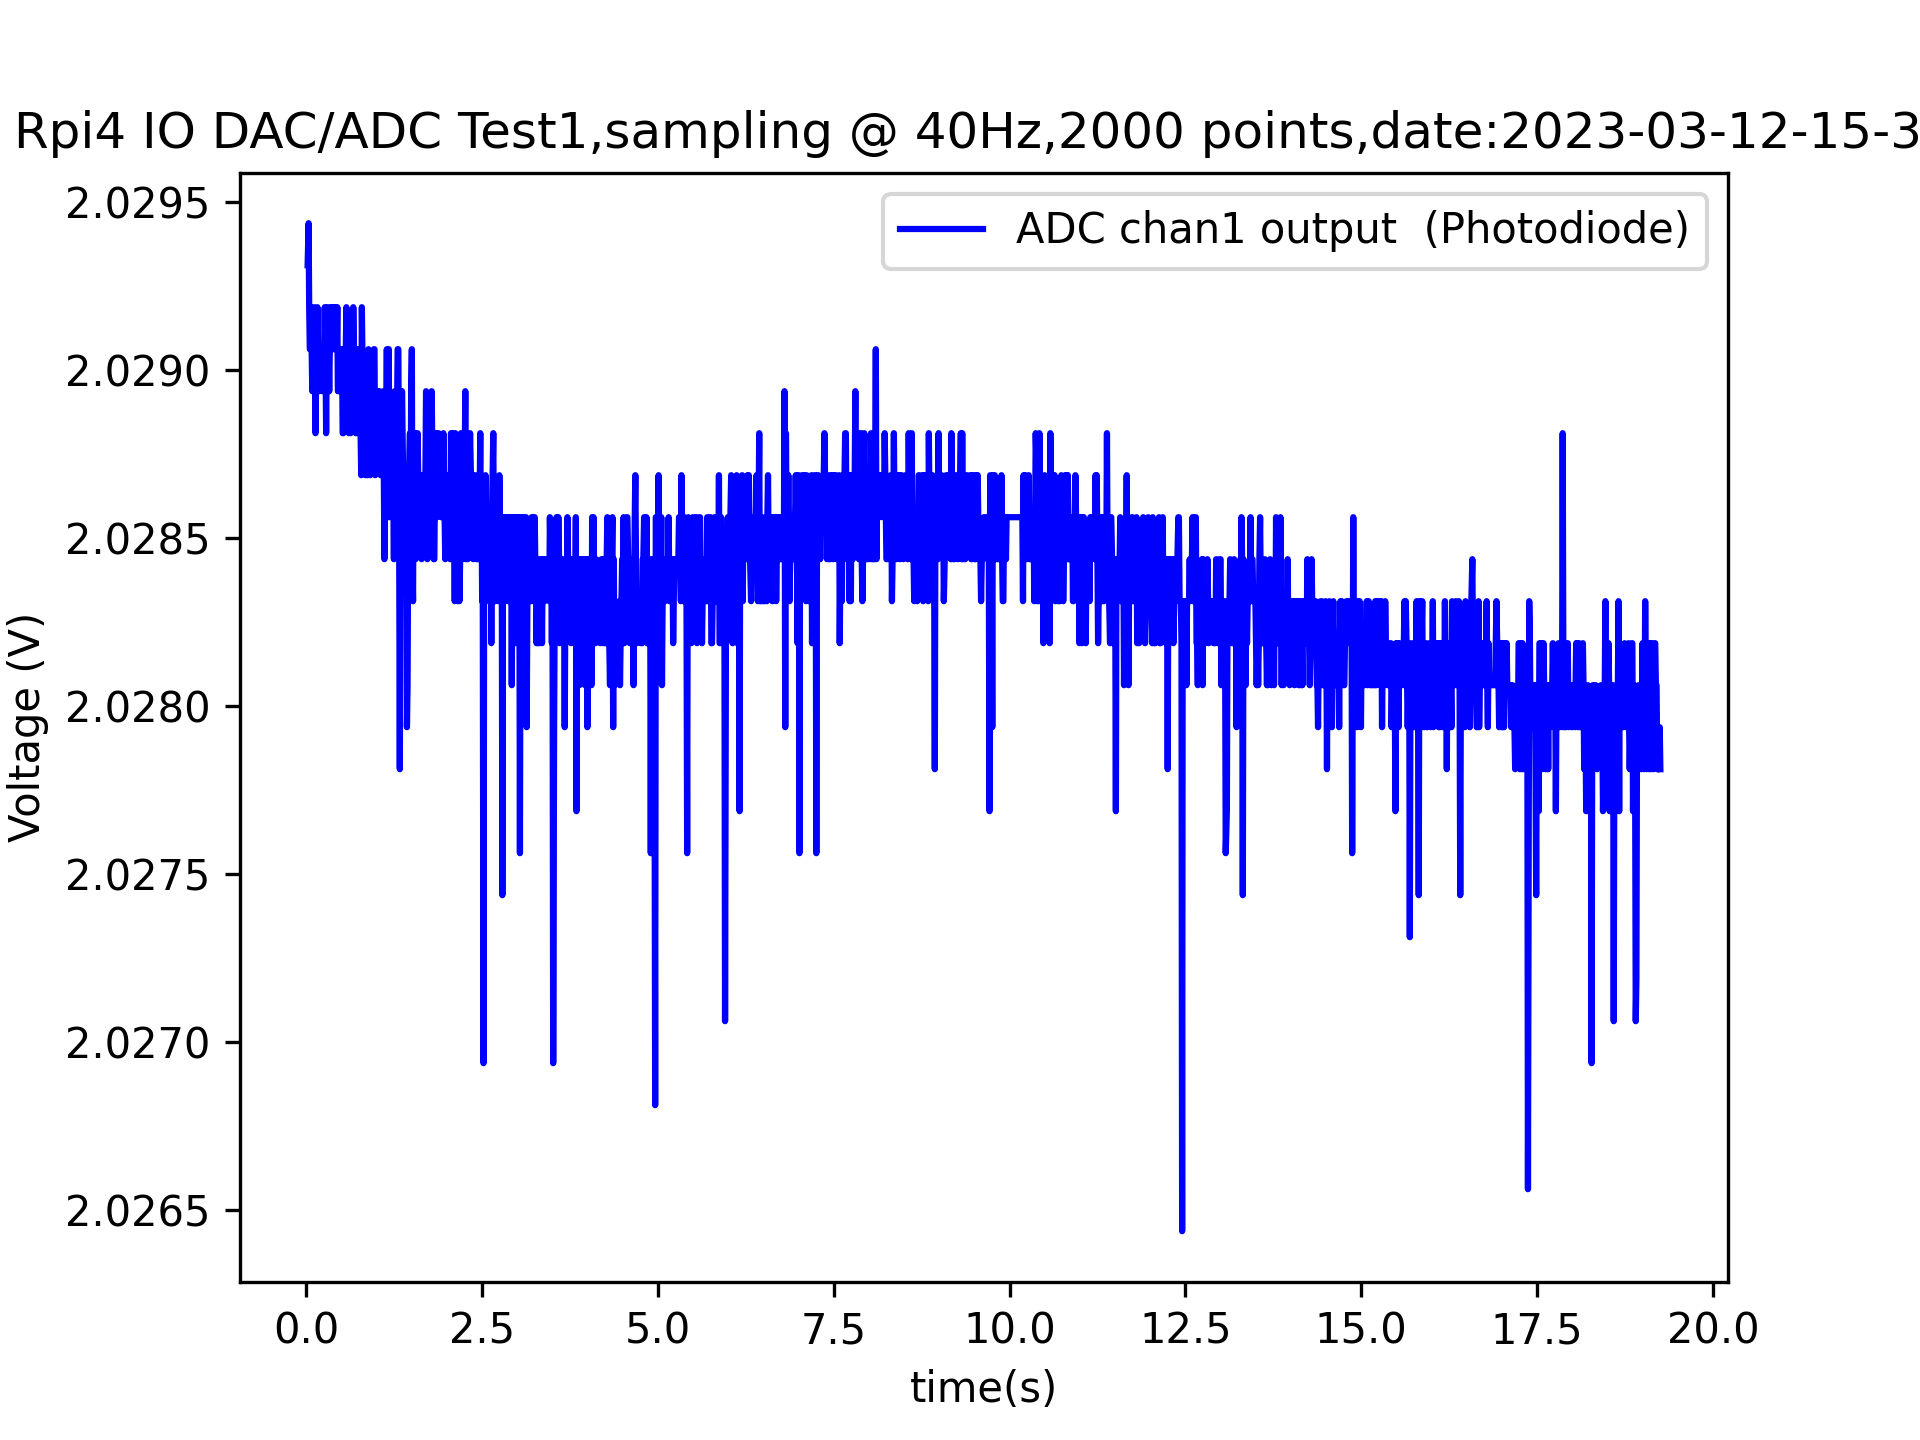 Rpi4 IO DAC/ADC Test1,sampling @ 40Hz,2000 points,date:2023-03-12-15-3
ADC chan1 output  (Photodiode)
2.0295
2.0290
2.0285
2.0280
2.0275
2.0270
2.0265
Voltage (V)
0.0 2.5 5.0 7.5 10.0 12.5 15.0 17.5 20.0
time(s)